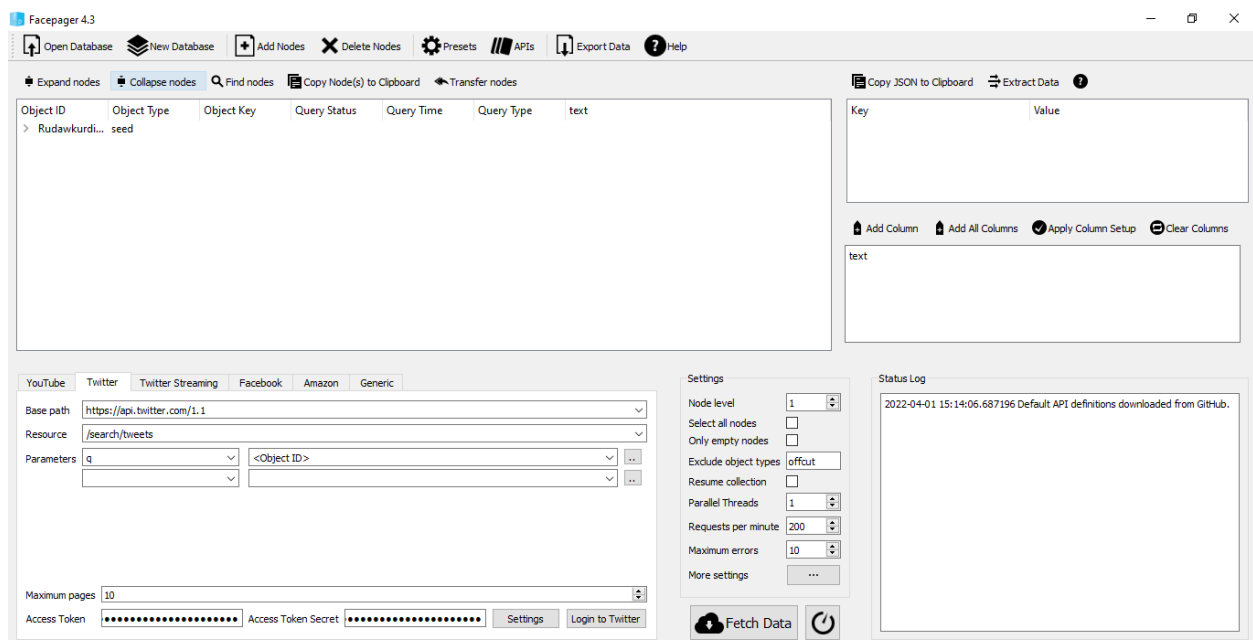 Facepager 4.3
Open Database New Database Add Nodes Delete Nodes Presets APIs Export Data Help
Expand nodes Collapse nodes Find nodes Copy Node(s) to Clipboard Transfer nodes
Copy JSON to Clipboard Extract Data
Object ID Object Type Object Key Query Status Query Time Query Type text
Rudawkurdi... seed
Key Value
Add Column Add All Columns Apply Column Setup Clear Columns
text
YouTube Twitter Twitter Streaming Facebook Amazon Generic
Base path https://api.twitter.com/1.1
Resource /search/tweets
Parameters q <Object ID> ..
..
Maximum pages 10
Access Token Access Token Secret Settings Login to Twitter
Settings
Node level 1
Select all nodes
Only empty nodes
Exclude object types offcut
Resume collection
Parallel Threads 1
Requests per minute 200
Maximum errors 10
More settings ...
Fetch Data
Status Log
2022-04-01 15:14:06.687196 Default API definitions downloaded from GitHub.